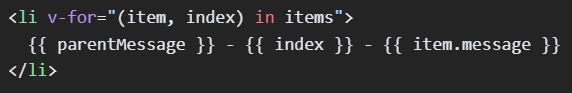 <li v-for="(item, index) in items">
  {{ parentMessage }} - {{ index }} - {{ item.message }}
</li>